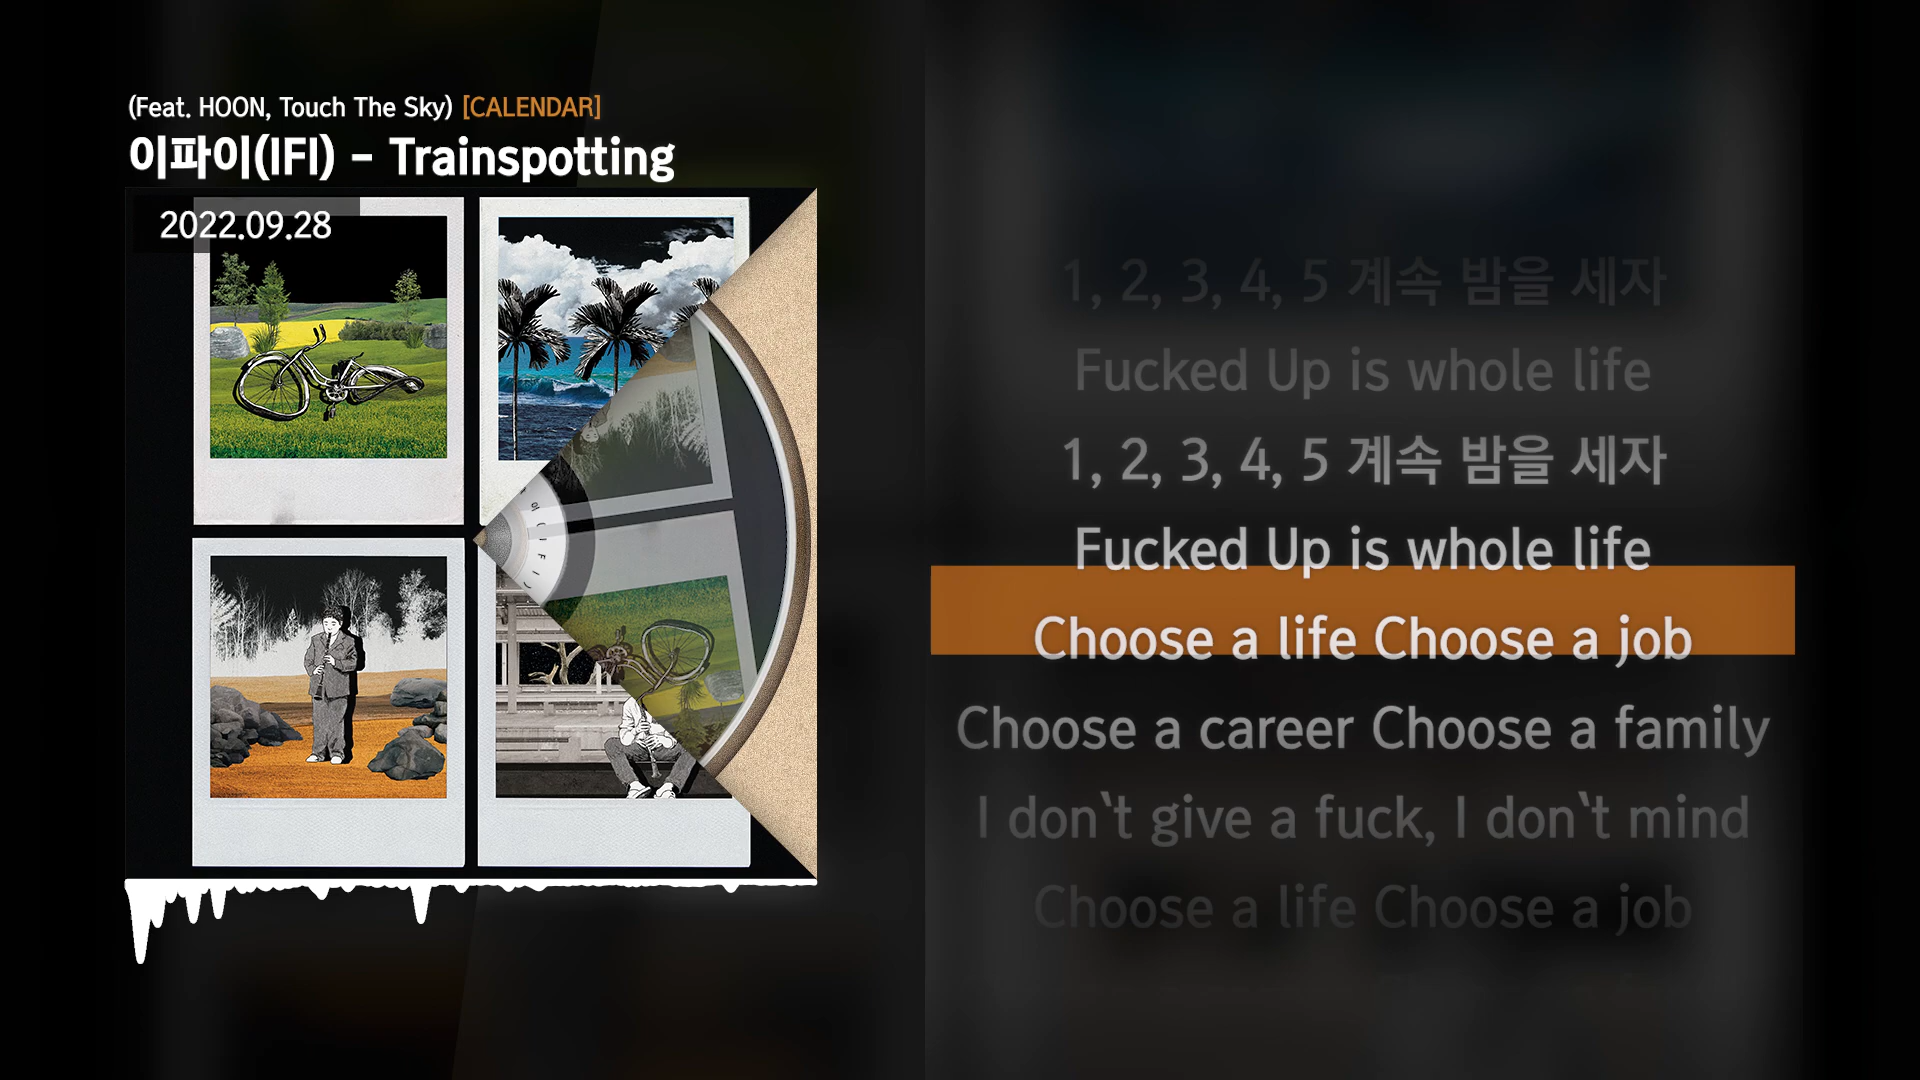 (Feat. HOON, Touch The Sky) [CALENDAR]
이파이(IFI) - Trainspotting
2022.09.28
1, 2, 3, 4, 5 계속 밤을 세자
Fucked Up is whole life
1, 2, 3, 4, 5 계속 밤을 세자
Fucked Up is whole life
Choose a life Choose a job
Choose a career Choose a family
I don`t give a fuck, I don`t mind
Choose a life Choose a job